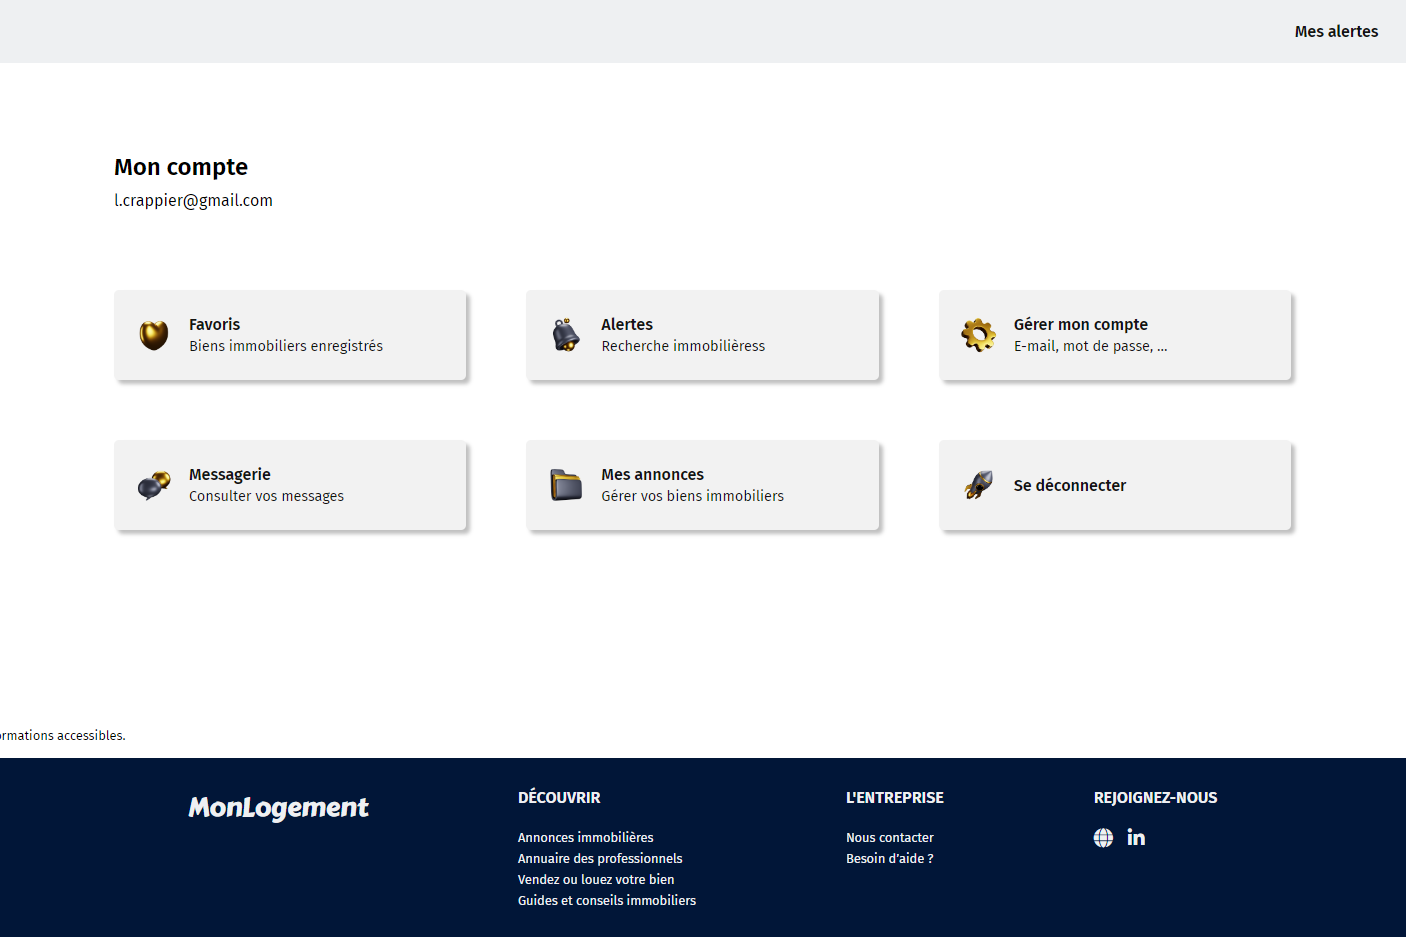 Mes alertes
Mon compte
l.crappier@gmail.com
Favoris
Biens immobiliers enregistrés
Alertes
Recherche immobilièress
Gérer mon compte
E-mail, mot de passe, ...
Messagerie
Consulter vos messages
Mes annonces
Gérer vos biens immobiliers
Se déconnecter
ormations accessibles.
MonLogement
DÉCOUVRIR
Annonces immobilières
Annuaire des professionnels
Vendez ou louez votre bien
Guides et conseils immobiliers
L'ENTREPRISE
Nous contacter
Besoin d'aide ?
REJOIGNEZ-NOUS
in